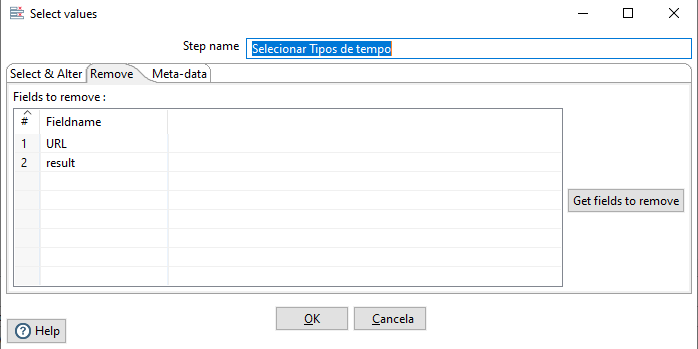 Select values
Step name Selecionar Tipos de tempo
Select & Alter Remove Meta-data
Fields to remove :
# Fieldname
1 URL
2 result
Get fields to remove
OK Cancela
Help